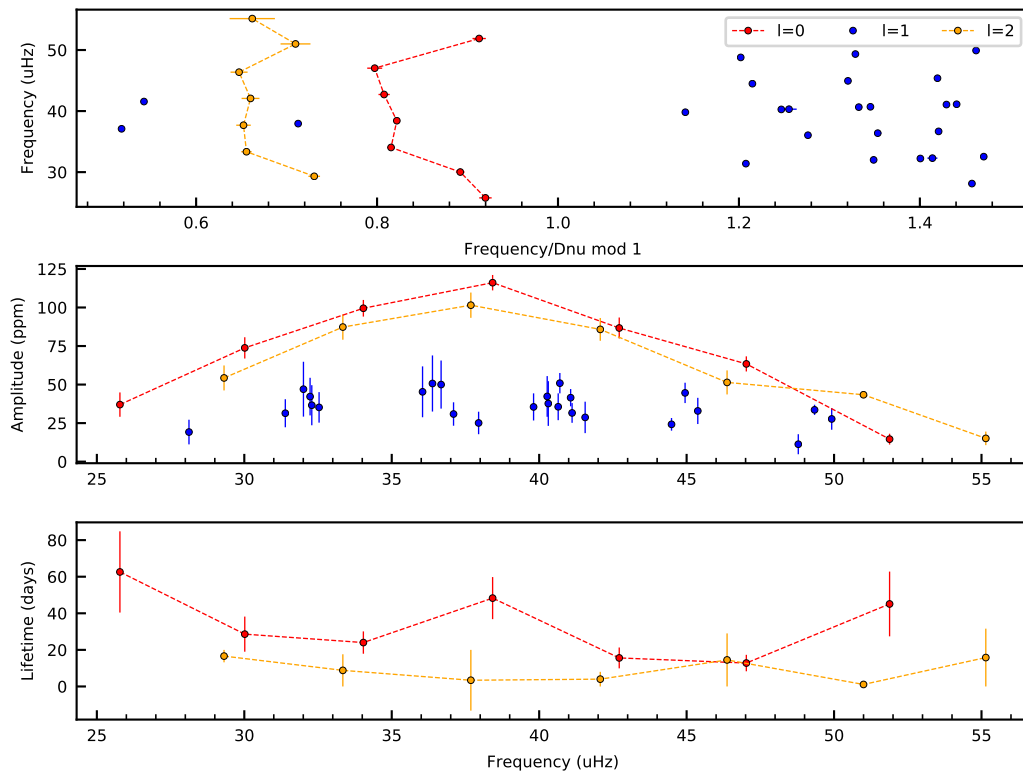 l=0 l=1 l=2
Frequency (uHz)
50
40
30
0.6 0.8 1.0 1.2 1.4
Frequency/Dnu mod 1
Amplitude (ppm)
125
100
75
50
25
0
25 30 35 40 45 50 55
Lifetime (days)
80
60
40
20
0
25 30 35 40 45 50 55
Frequency (uHz)